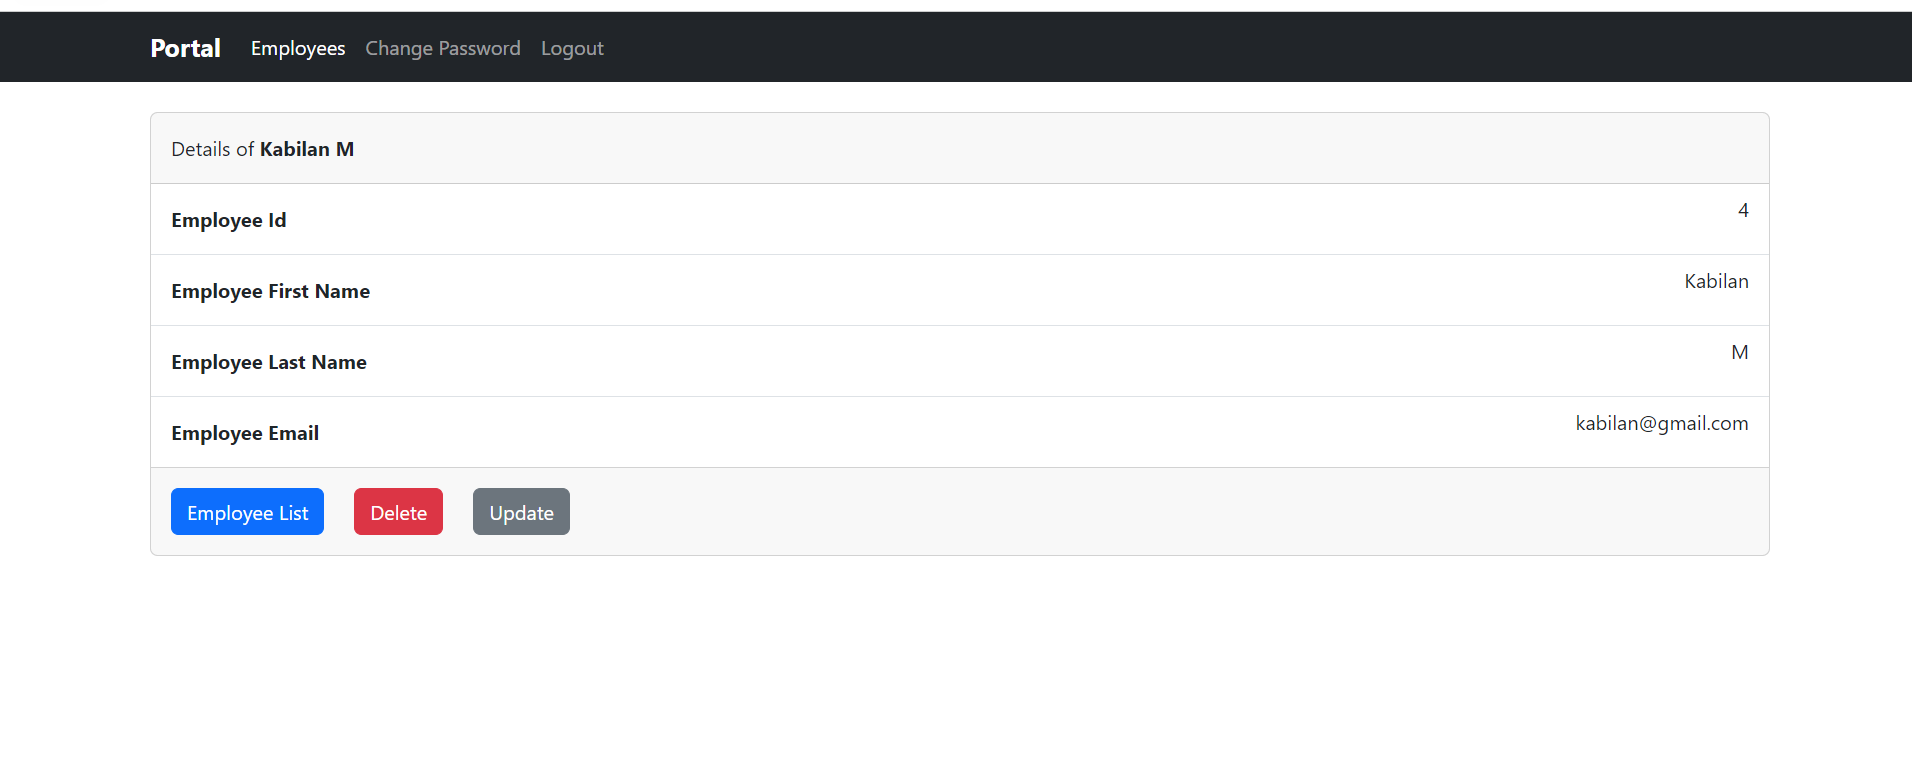 Portal Employees Change Password Logout
Details of Kabilan M
Employee Id 4
Employee First Name Kabilan
Employee Last Name M
Employee Email kabilan@gmail.com
Employee List Delete Update